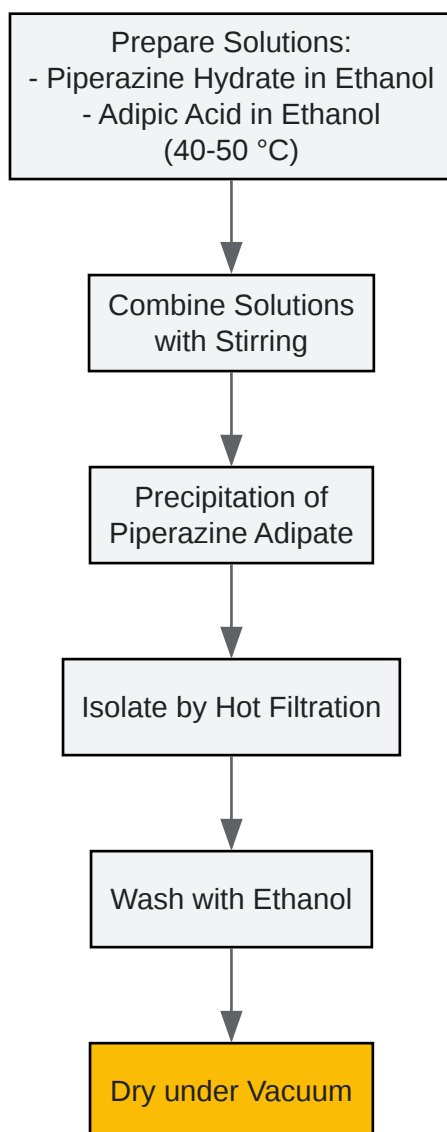 Prepare Solutions:
- Piperazine Hydrate in Ethanol
- Adipic Acid in Ethanol
(40-50 °C)
Combine Solutions
with Stirring
Precipitation of
Piperazine Adipate
Isolate by Hot Filtration
Wash with Ethanol
Dry under Vacuum